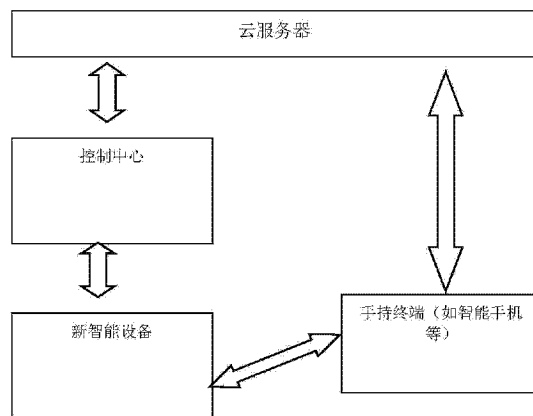 云服务器
控制中心
新智能设备
手持终端（如智能手机
等）